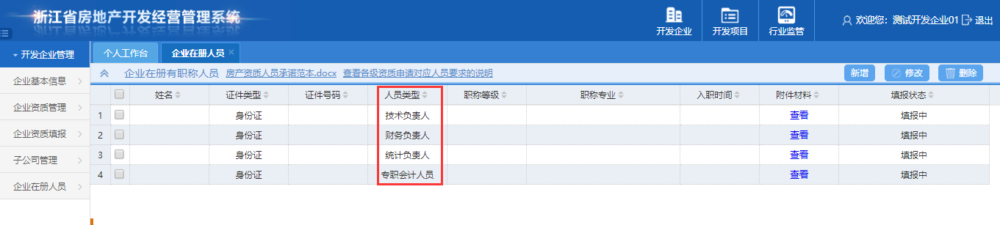 浙江省房地产开发经营管理系统
开发企业 开发项目 行业监管 欢迎您：测试开发企业01 退出
开发企业管理 个人工作台 企业在册人员 ×
企业在册有职称人员 房产资质人员承诺范本.docx 查看各级资质申请对应人员要求的说明 新增 修改 删除
企业基本信息
企业资质管理
企业资质填报
子公司管理
企业在册人员
姓名 证件类型 证件号码 人员类型 职称等级 职称专业 入职时间 附件材料 填报状态
1 身份证 技术负责人 查看 填报中
2 身份证 财务负责人 查看 填报中
3 身份证 统计负责人 查看 填报中
4 身份证 专职会计人员 查看 填报中